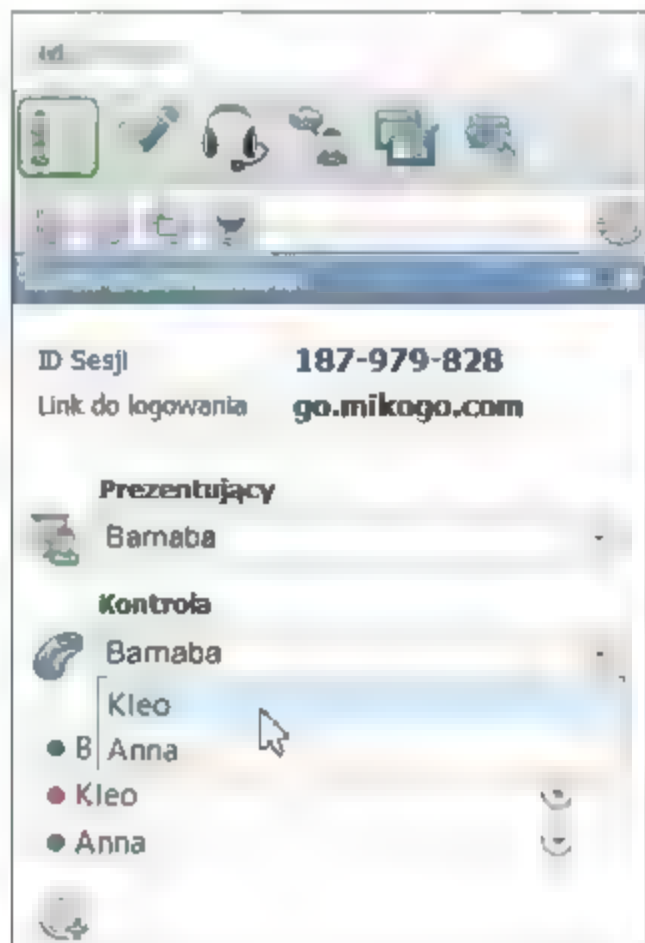 ID Sesji 187-979-828
Link do logowania go.mikogo.com
Prezentujący
Barnaba
Kontrola
Barnaba
Kleo
B Anna
Kleo
Anna